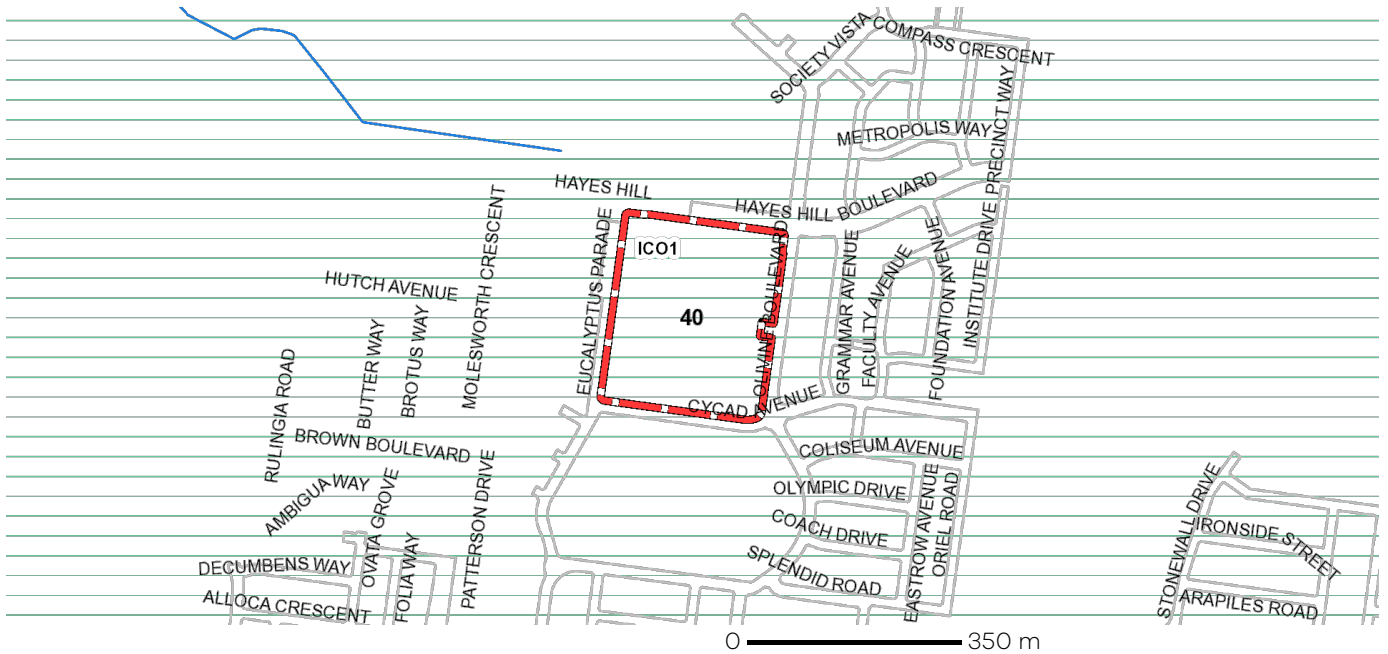 SOCIETY VISTA
COMPASS CRESCENT
METROPOLIS WAY
PRECINCT WAY
HAYES HILL
HAYES HILL
BOULEVARD
MOLESWORTH CRESCENT
EUCALYPTUS PARADE
ICO1
OLIVINE BOULEVARD
GRAMMAR AVENUE
FACULTY AVENUE
FOUNDATION AVENUE
INSTITUTE DRIVE
HUTCH AVENUE
40
BUTTER WAY
BROTUS WAY
RULINGIA ROAD
CYCAD AVENUE
BROWN BOULEVARD
COLISEUM AVENUE
AMBIGUA WAY
OVATA GROVE
PATTERSON DRIVE
OLYMPIC DRIVE
EASTROW AVENUE
ORIEL ROAD
STONEWALL DRIVE
COACH DRIVE
IRONSIDE STREET
DECUMBENS WAY
FOLIA WAY
SPLENDID ROAD
ALLOCA CRESCENT
ARAPILES ROAD
0 350 m